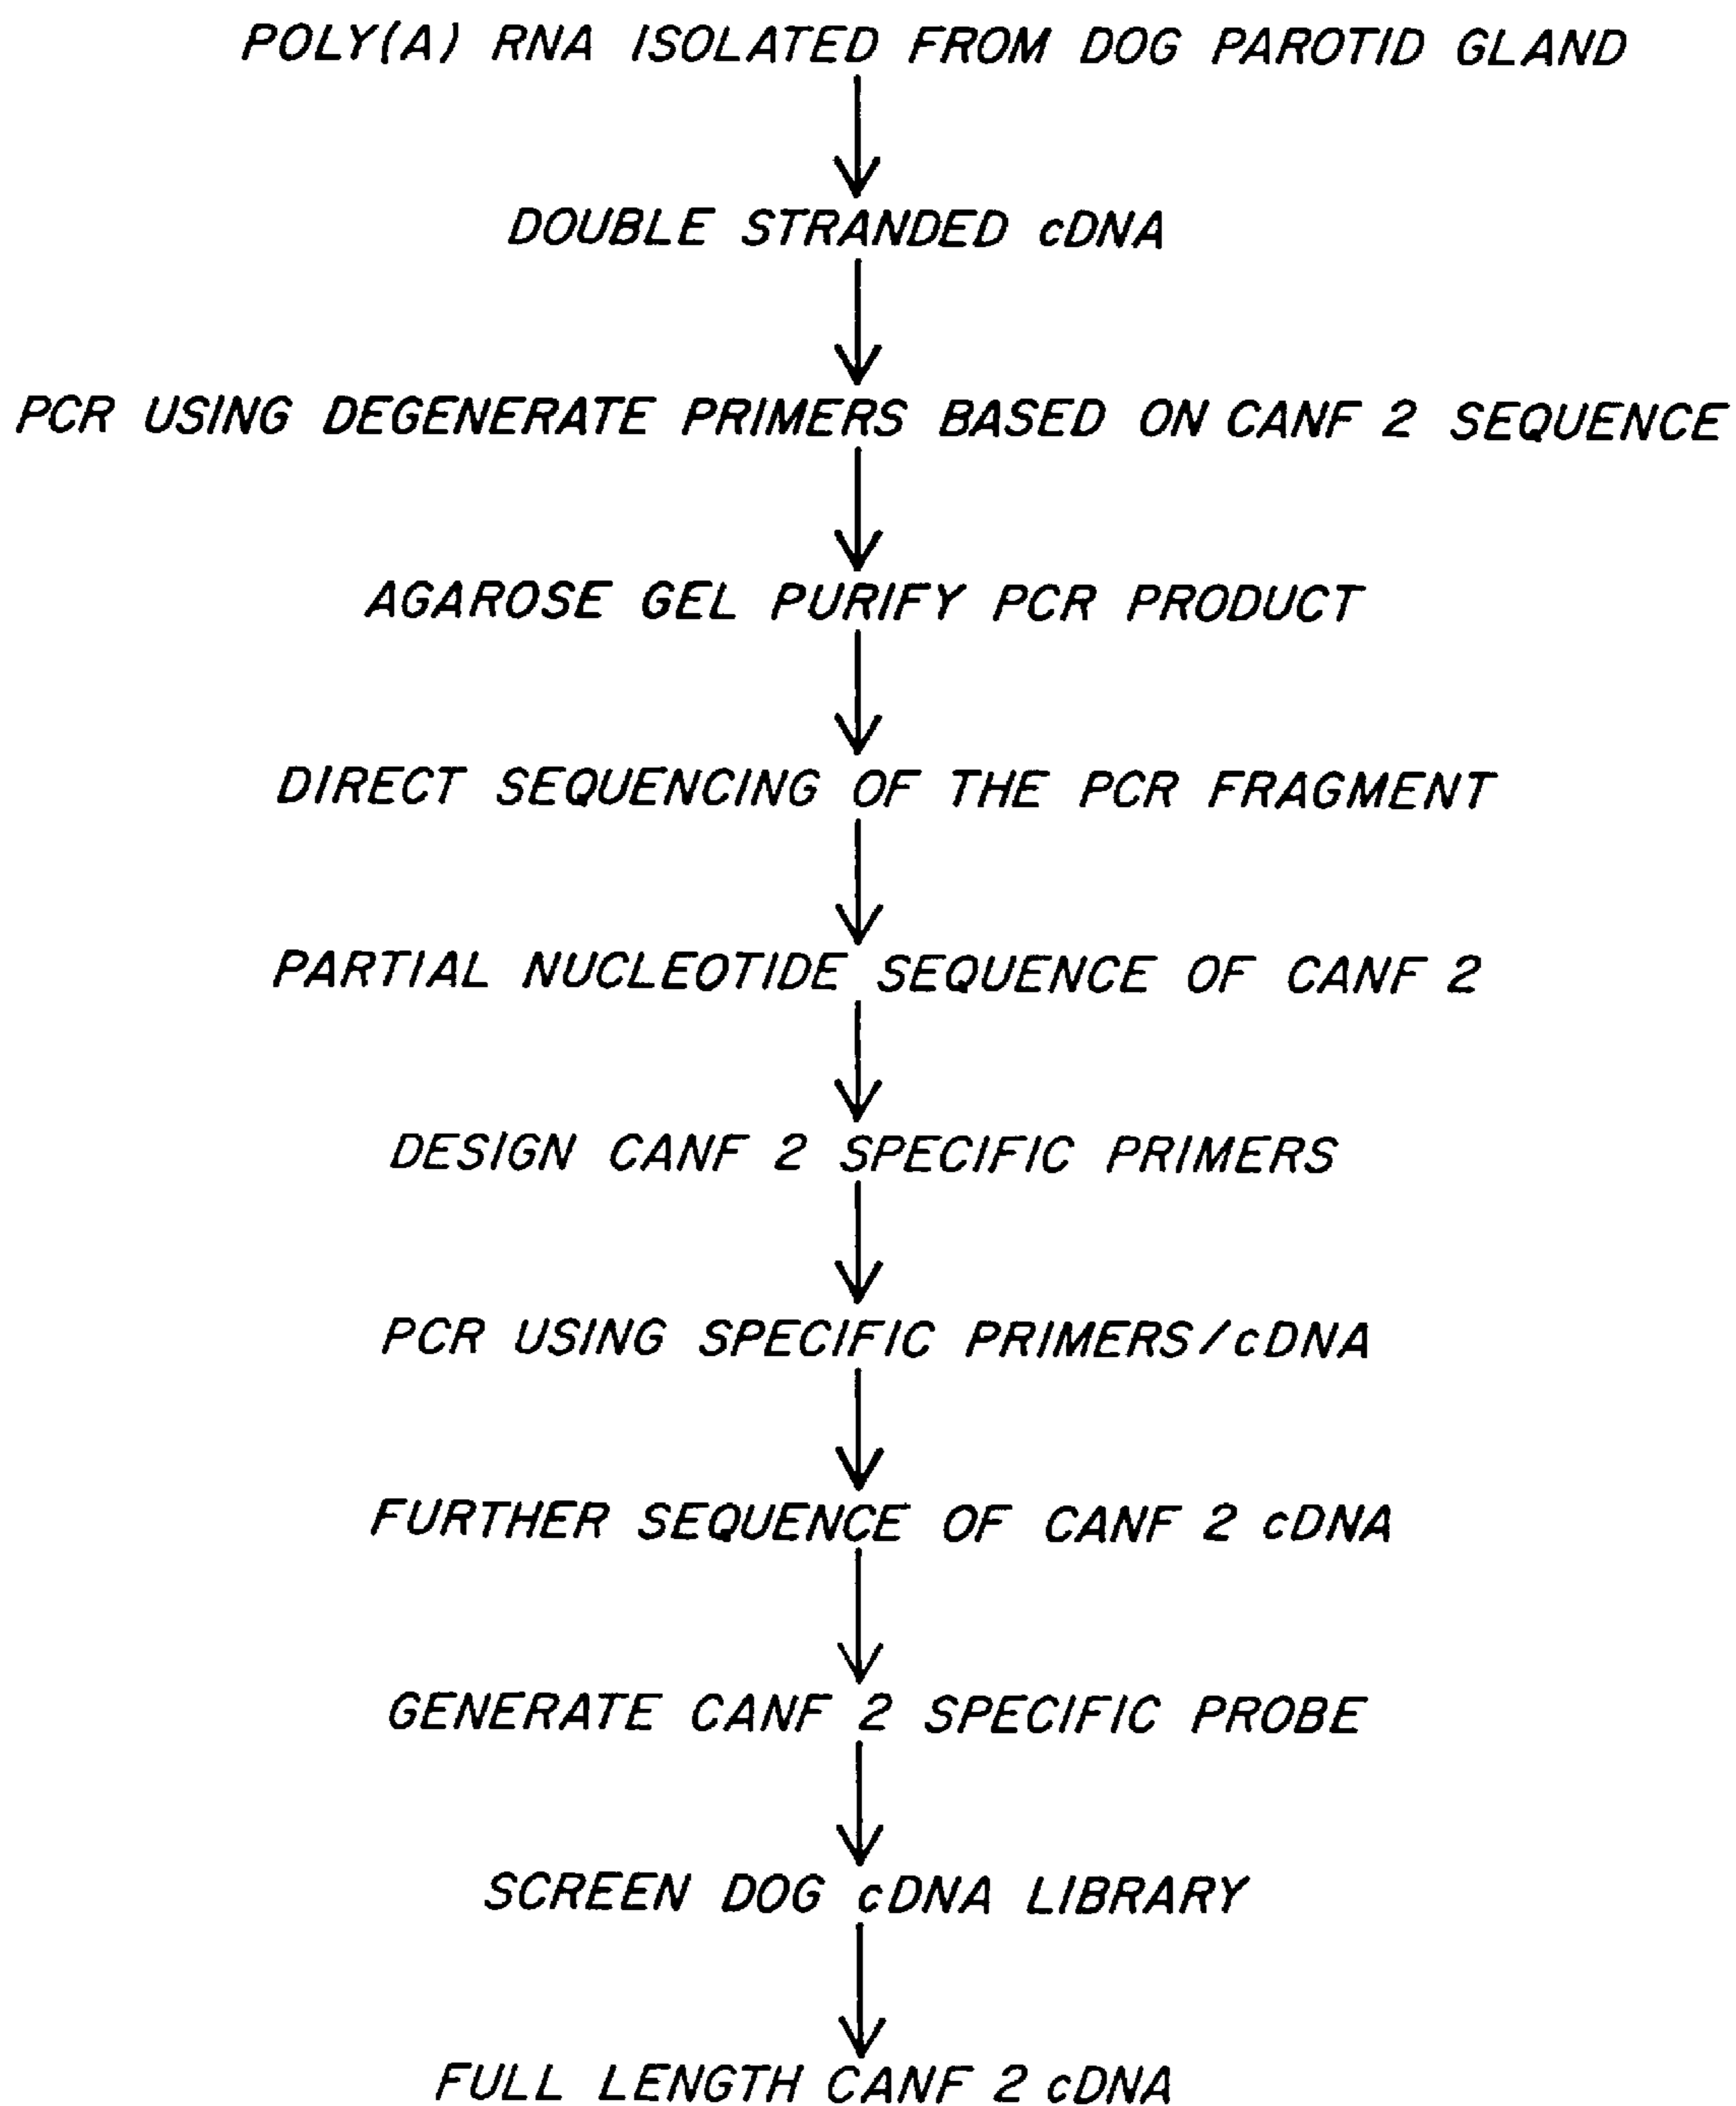 POLY(A) RNA ISOLATED FROM DOG PAROTID GLAND
DOUBLE STRANDED cDNA
PCR USING DEGENERATE PRIMERS BASED ON CANF 2 SEQUENCE
AGAROSE GEL PURIFY PCR PRODUCT
DIRECT SEQUENCING OF THE PCR FRAGMENT
PARTIAL NUCLEOTIDE SEQUENCE OF CANF 2
DESIGN CANF 2 SPECIFIC PRIMERS
PCR USING SPECIFIC PRIMERS/cDNA
FURTHER SEQUENCE OF CANF 2 cDNA
GENERATE CANF 2 SPECIFIC PROBE
SCREEN DOG cDNA LIBRARY
FULL LENGTH CANF 2 cDNA